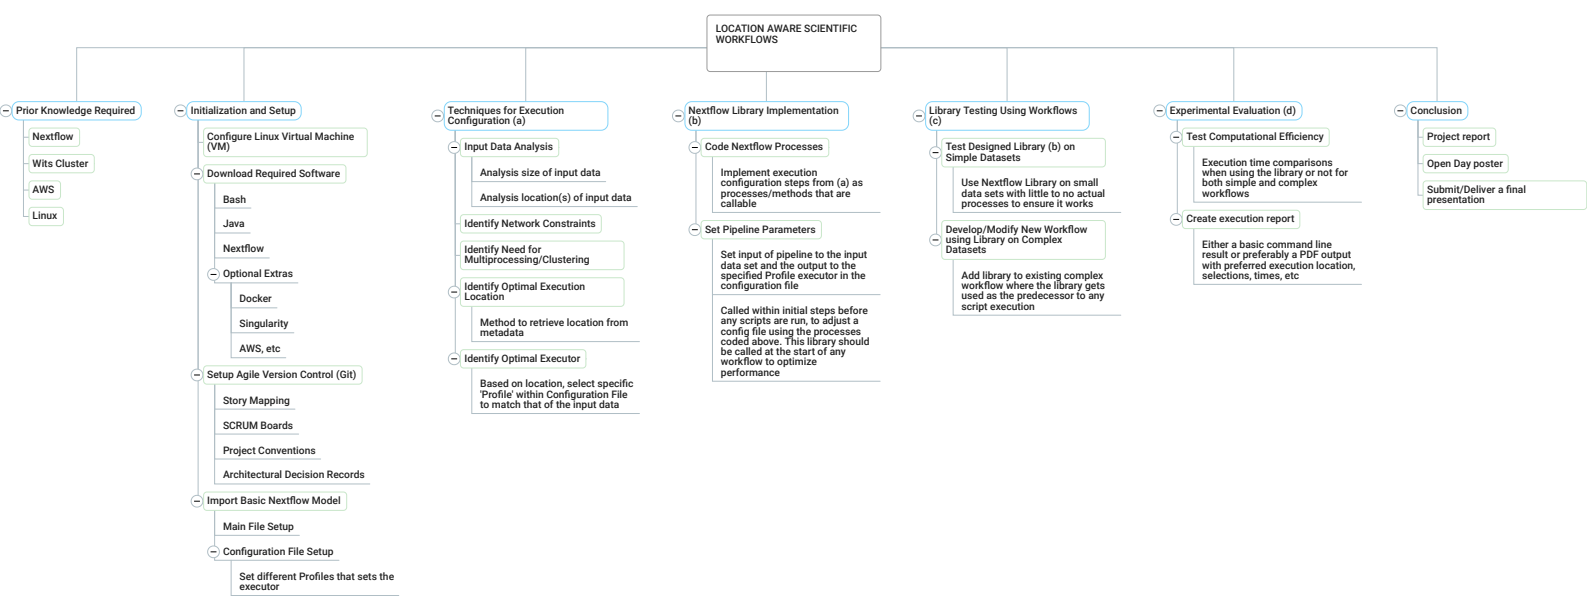 LOCATION AWARE SCIENTIFIC
WORKFLOWS
Prior Knowledge Required
Nextflow
Wits Cluster
AWS
Linux
Initialization and Setup
Configure Linux Virtual Machine
(VM)
Download Required Software
Bash
Java
Nextflow
Optional Extras
Docker
Singularity
AWS, etc
Setup Agile Version Control (Git)
Story Mapping
SCRUM Boards
Project Conventions
Architectural Decision Records
Import Basic Nextflow Model
Main File Setup
Configuration File Setup
Set different Profiles that sets the
executor
Techniques for Execution
Configuration (a)
Input Data Analysis
Analysis size of input data
Analysis location(s) of input data
Identify Network Constraints
Identify Need for
Multiprocessing/Clustering
Identify Optimal Execution
Location
Method to retrieve location from
metadata
Identify Optimal Executor
Based on location, select specific
'Profile' within Configuration File
to match that of the input data
Nextflow Library Implementation
(b)
Code Nextflow Processes
Implement execution
configuration steps from (a) as
processes/methods that are
callable
Set Pipeline Parameters
Set input of pipeline to the input
data set and the output to the
specified Profile executor in the
configuration file
Called within initial steps before
any scripts are run, to adjust a
config file using the processes
coded above. This library should
be called at the start of any
workflow to optimize
performance
Library Testing Using Workflows
(c)
Test Designed Library (b) on
Simple Datasets
Use Nextflow Library on small
data sets with little to no actual
processes to ensure it works
Develop/Modify New Workflow
using Library on Complex
Datasets
Add library to existing complex
workflow where the library gets
used as the predecessor to any
script execution
Experimental Evaluation (d)
Test Computational Efficiency
Execution time comparisons
when using the library or not for
both simple and complex
workflows
Create execution report
Either a basic command line
result or preferably a PDF output
with preferred execution location,
selections, times, etc
Conclusion
Project report
Open Day poster
Submit/Deliver a final
presentation